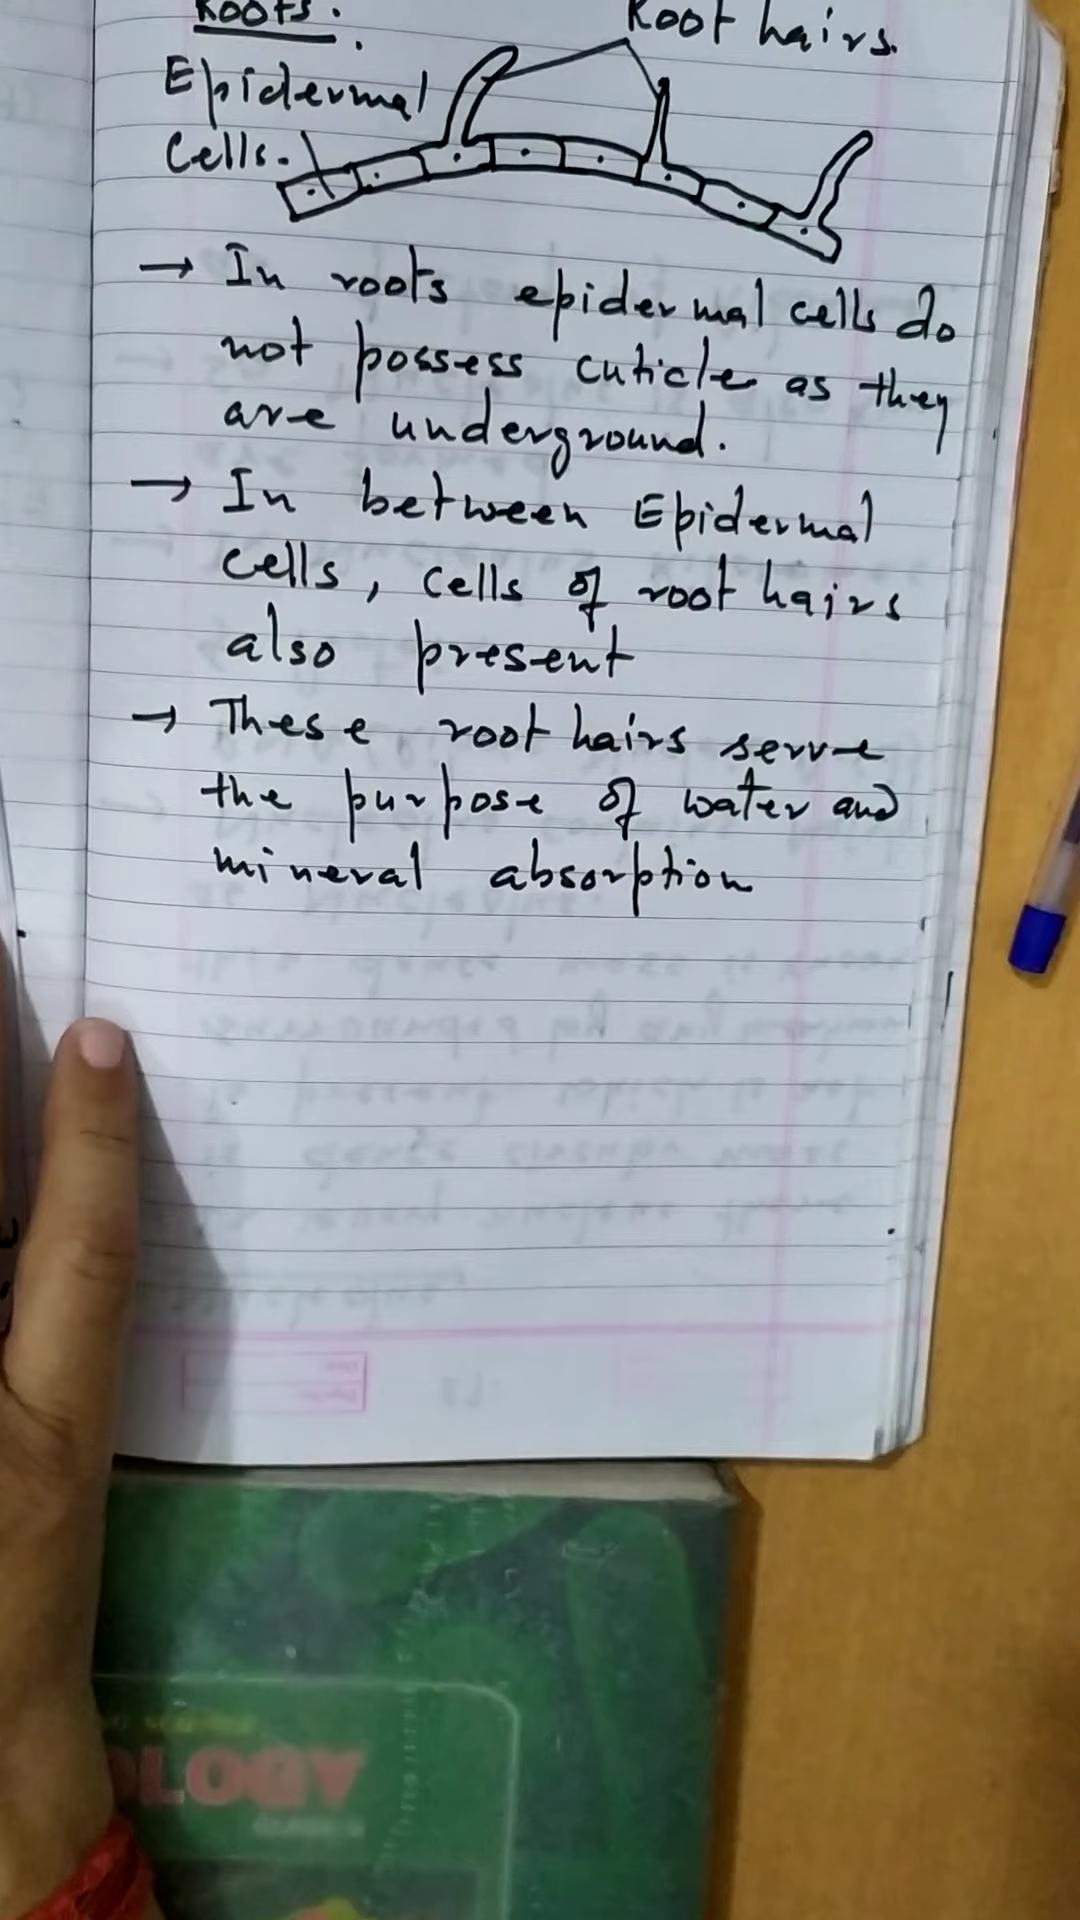 Roots.
Root hairs.
Epidermal
Cells.
→ In roots epidermal cells do
not possess cuticle as they
are underground.
→ In between Epidermal
cells, cells of root hairs
also present
→ These root hairs serve
the purpose of water and
mineral absorption
OLOGY